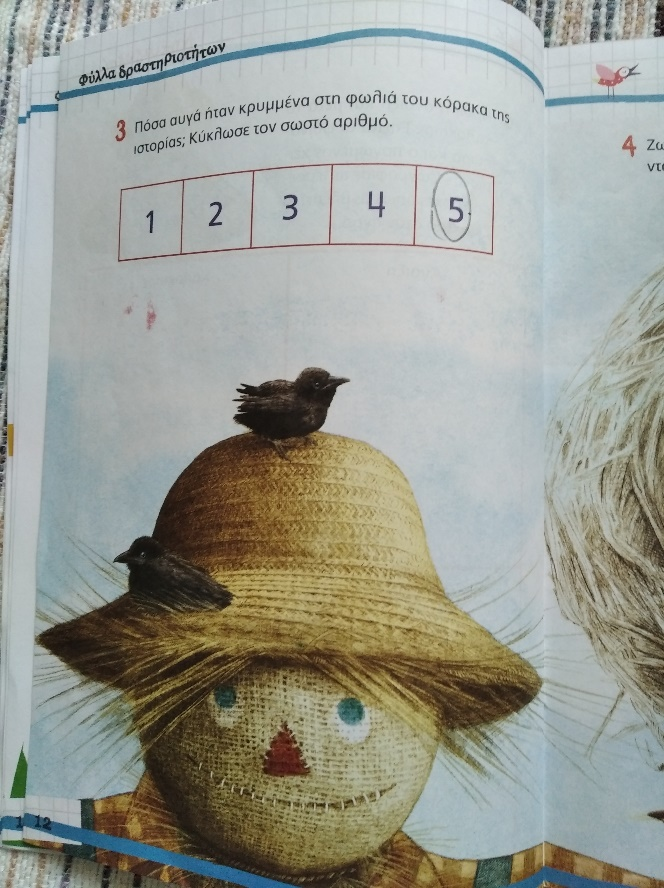 Φύλλα δραστηριοτήτων
3 Πόσα αυγά ήταν κρυμμένα στη φωλιά του κόρακα της
ιστορίας; Κύκλωσε τον σωστό αριθμό.
1 2 3 4 5
4
12